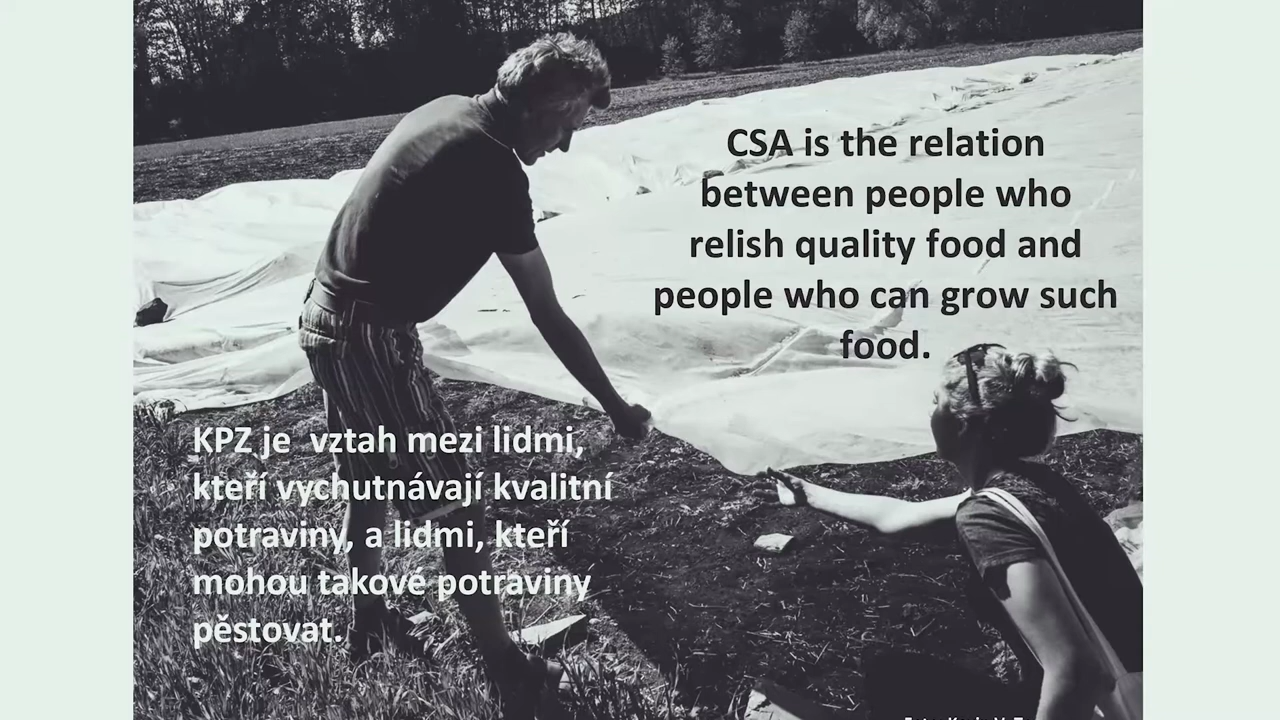 CSA is the relation
between people who
relish quality food and
people who can grow such
food.
KPZ je  vztah mezi lidmi,
kteří vychutnávají kvalitní
potraviny, a lidmi, kteří
mohou takové potraviny
pěstovat.